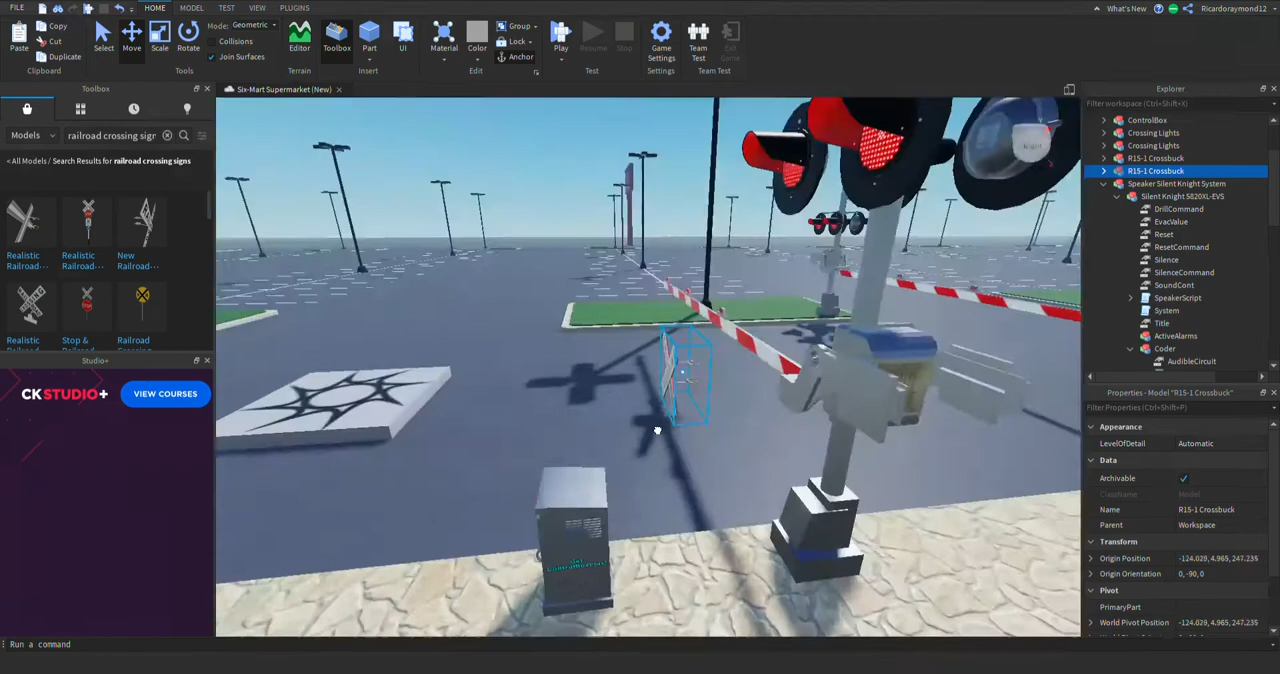 FILE HOME MODEL TEST VIEW PLUGINS What's New Ricardoraymond12
Paste Copy Cut Duplicate Select Move Scale Rotate Mode: Geometric Collisions Join Surfaces Editor Toolbox Part UI Material Color Group Lock Anchor Play Resume Stop Game Settings Team Test Exit Game
Clipboard Tools Terrain Insert Edit Test Settings Team Test
Toolbox
Six-Mart Supermarket (New)
Explorer
Models railroad crossing sign
< All Models / Search Results for railroad crossing signs
Realistic Railroad··· Realistic Railroad··· New Railroad···
Stop &
Railroad
Studio+
CKSTUDIO+ VIEW COURSES
Right
Filter workspace (Ctrl+Shift+X)
ControlBox
Crossing Lights
Crossing Lights
R15-1 Crossbuck
R15-1 Crossbuck
Speaker Silent Knight System
Silent Knight 5820XL-EVS
DrillCommand
EvacValue
Reset
ResetCommand
Silence
SilenceCommand
SoundCont
SpeakerScript
System
Title
ActiveAlarms
Coder
AudibleCircuit
Properties - Model "R15-1 Crossbuck"
Filter Properties (Ctrl+Shift+P)
Appearance
LevelOfDetail Automatic
Data
Archivable
ClassName Model
Name R15-1 Crossbuck
Parent Workspace
Transform
Origin Position -124.029, 4.965, 247.235
Origin Orientation 0, -90, 0
Pivot
PrimaryPart
World Pivot Position -124.029, 4.965, 247.235
Run a command